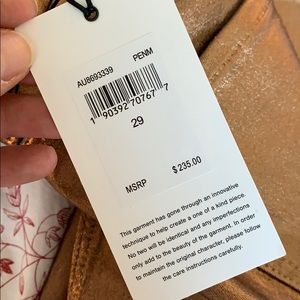 AU8693339 PENM
1 90392 70767 7
29
MSRP $235.00
This garment has gone through an innovative
technique to help create a one of a kind piece.
No two will be identical and any imperfections
only add to the beauty of the garment. In order
to maintain the original character, please follow
the care instructions carefully.